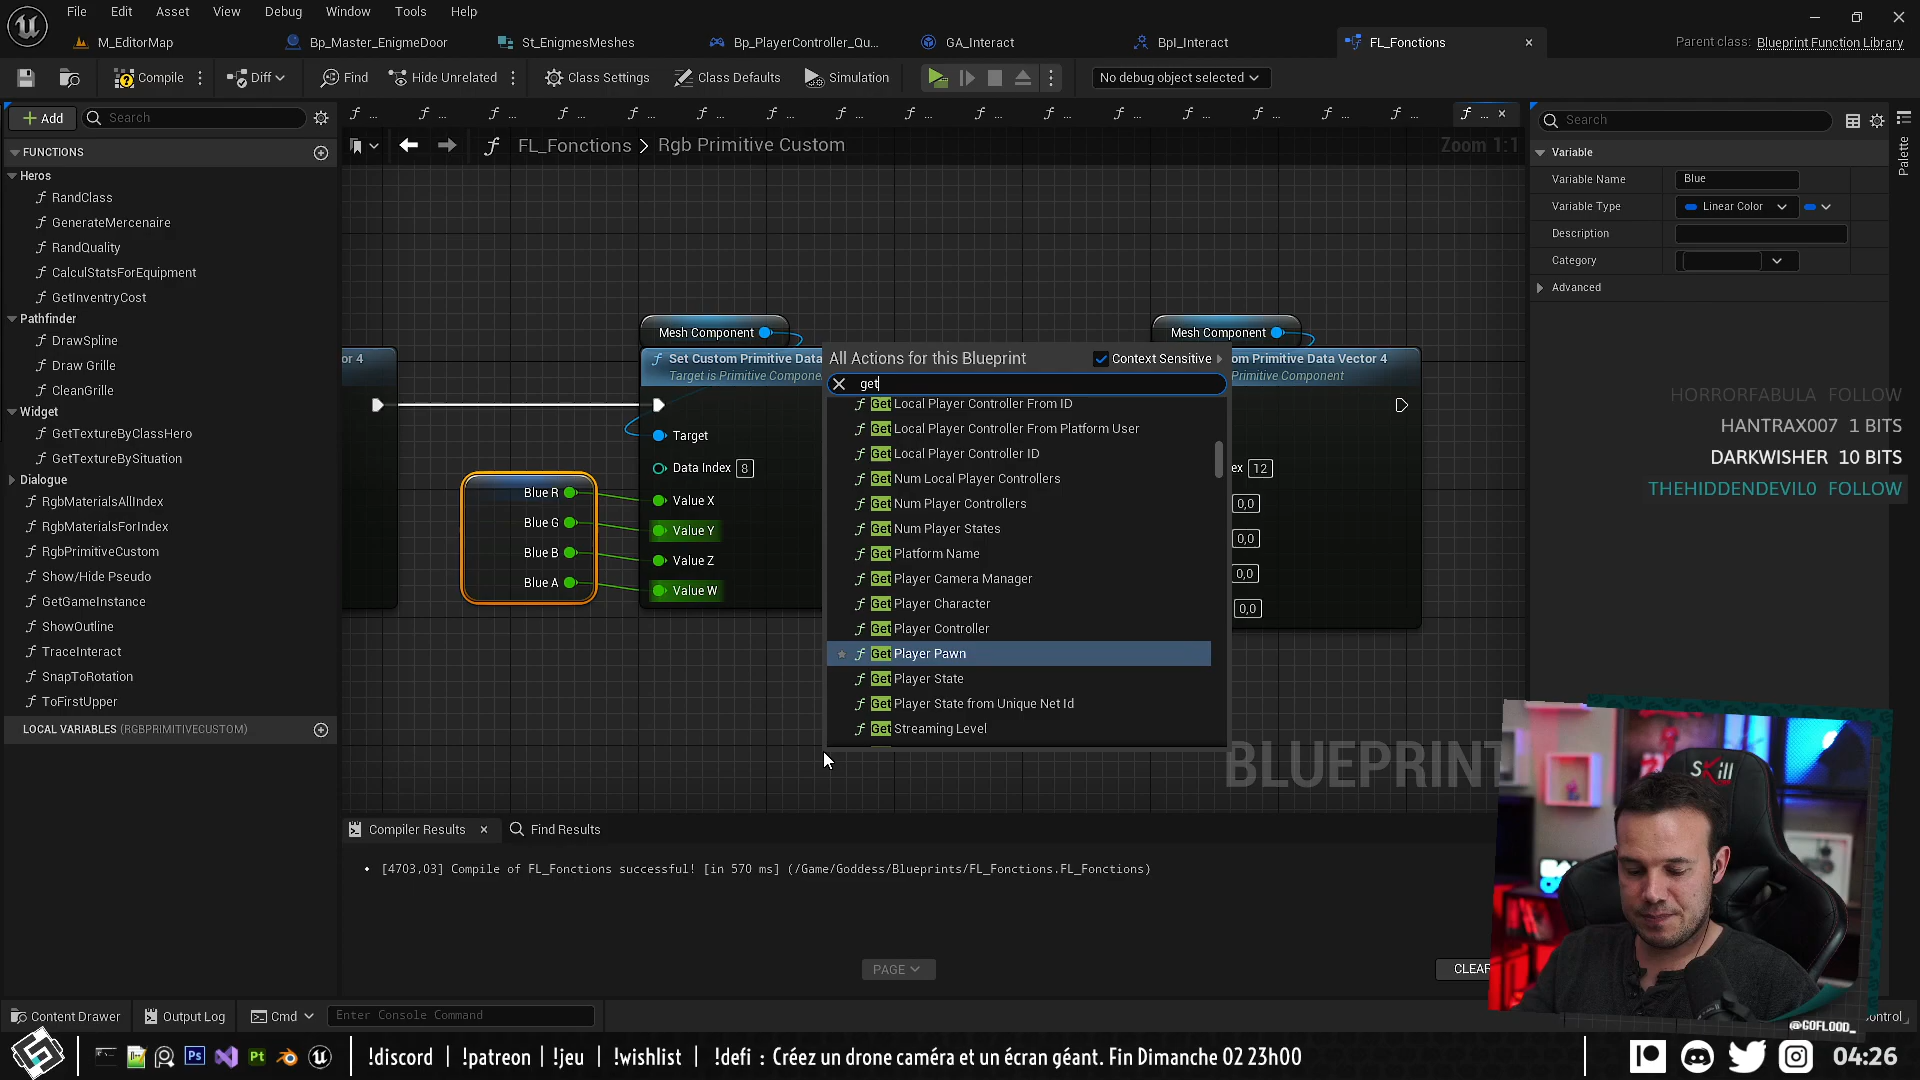 File Edit Asset View Debug Window Tools Help
M_EditorMap Bp_Master_EnigmeDoor St_EnigmesMeshes Bp_PlayerController_Qu... GA_Interact BpI_Interact FL_Fonctions Parent class: Blueprint Function Library
Compile Diff Find Hide Unrelated Class Settings Class Defaults Simulation No debug object selected
Add Search
FL_Fonctions > Rgb Primitive Custom Zoom 1:1
FUNCTIONS
Heros
RandClass
GenerateMercenaire
RandQuality
CalculStatsForEquipment
GetInventryCost
Pathfinder
DrawSpline
Draw Grille
CleanGrille
Widget
GetTextureByClassHero
GetTextureBySituation
Dialogue
RgbMaterialsAllIndex
RgbMaterialsForIndex
RgbPrimitiveCustom
Show/Hide Pseudo
GetGameInstance
ShowOutline
TraceInteract
SnapToRotation
ToFirstUpper
LOCAL VARIABLES (RGBPRIMITIVECUSTOM)
or 4
Mesh Component
Set Custom Primitive Data
Target is Primitive Compone
Target
Data Index 8
Blue R Value X
Blue G Value Y
Blue B Value Z
Blue A Value W
All Actions for this Blueprint Context Sensitive
get
Get Local Player Controller From ID
Get Local Player Controller From Platform User
Get Local Player Controller ID
Get Num Local Player Controllers
Get Num Player Controllers
Get Num Player States
Get Platform Name
Get Player Camera Manager
Get Player Character
Get Player Controller
Get Player Pawn
Get Player State
Get Player State from Unique Net Id
Get Streaming Level
Mesh Component
om Primitive Data Vector 4
Primitive Component
ex 12
0,0
0,0
0,0
0,0
BLUEPRINT
Search
Palette
Variable
Variable Name Blue
Variable Type Linear Color
Description
Category
Advanced
HORRORFABULA FOLLOW
HANTRAX007 1 BITS
DARKWISHER 10 BITS
THEHIDDENDEVIL0 FOLLOW
Compiler Results Find Results
[4703,03] Compile of FL_Fonctions successful! [in 570 ms] (/Game/Goddess/Blueprints/FL_Fonctions.FL_Fonctions)
PAGE
CLEAR
Skill
@GOFLOOD_
Content Drawer Output Log Cmd Enter Console Command
ontrol
Ps Pt
!discord | !patreon | !jeu | !wishlist | !defi : Créez un drone caméra et un écran géant. Fin Dimanche 02 23h00
04:26